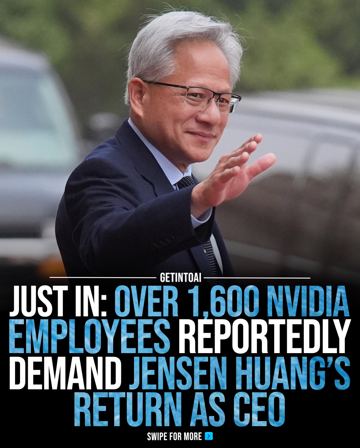 GETINTOAI
JUST IN: OVER 1,600 NVIDIA
EMPLOYEES REPORTEDLY
DEMAND JENSEN HUANG'S
RETURN AS CEO
SWIPE FOR MORE